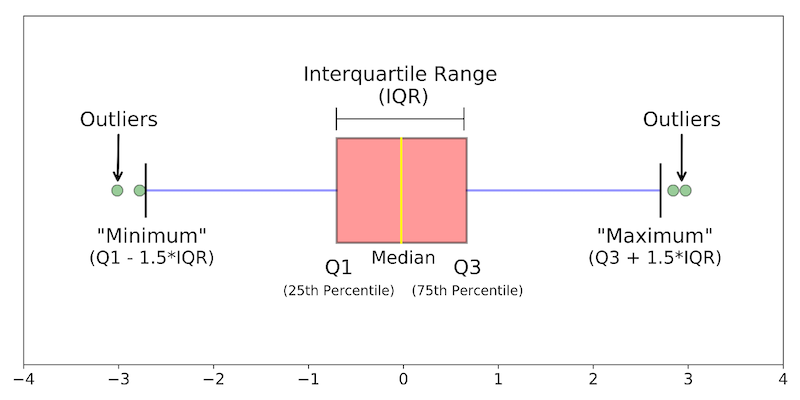 Interquartile Range
(IQR)
Outliers
Outliers
"Minimum"
(Q1 - 1.5*IQR)
"Maximum"
(Q3 + 1.5*IQR)
Median
Q1
Q3
(25th Percentile)
(75th Percentile)
−4
−3
−2
−1
0
1
2
3
4